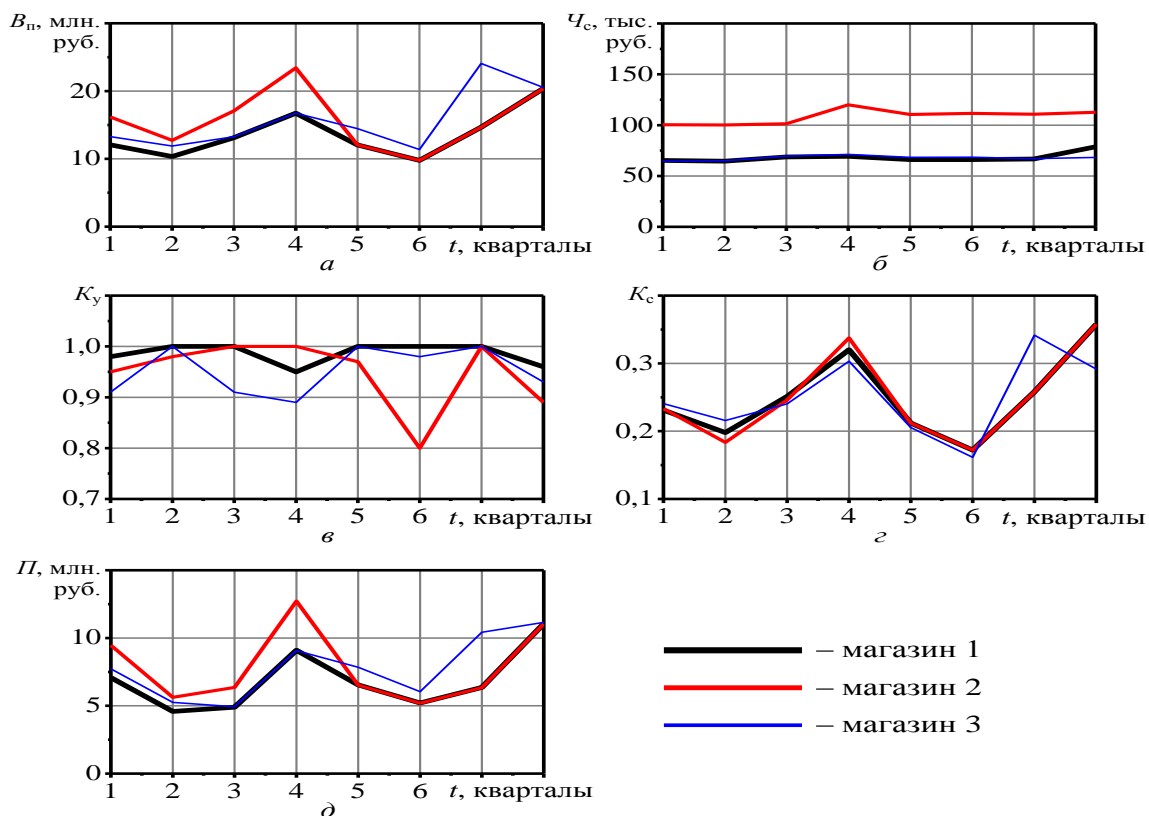 Вп, млн. руб.
20
10
0
1 2 3 4 5 6 t, кварталы
а
Чс, тыс. руб.
150
100
50
0
1 2 3 4 5 6 t, кварталы
б
Kу
1,0
0,9
0,8
0,7
1 2 3 4 5 6 t, кварталы
в
Kс
0,3
0,2
0,1
1 2 3 4 5 6 t, кварталы
г
П, млн. руб.
10
5
0
1 2 3 4 5 6 t, кварталы
д
– магазин 1
– магазин 2
– магазин 3